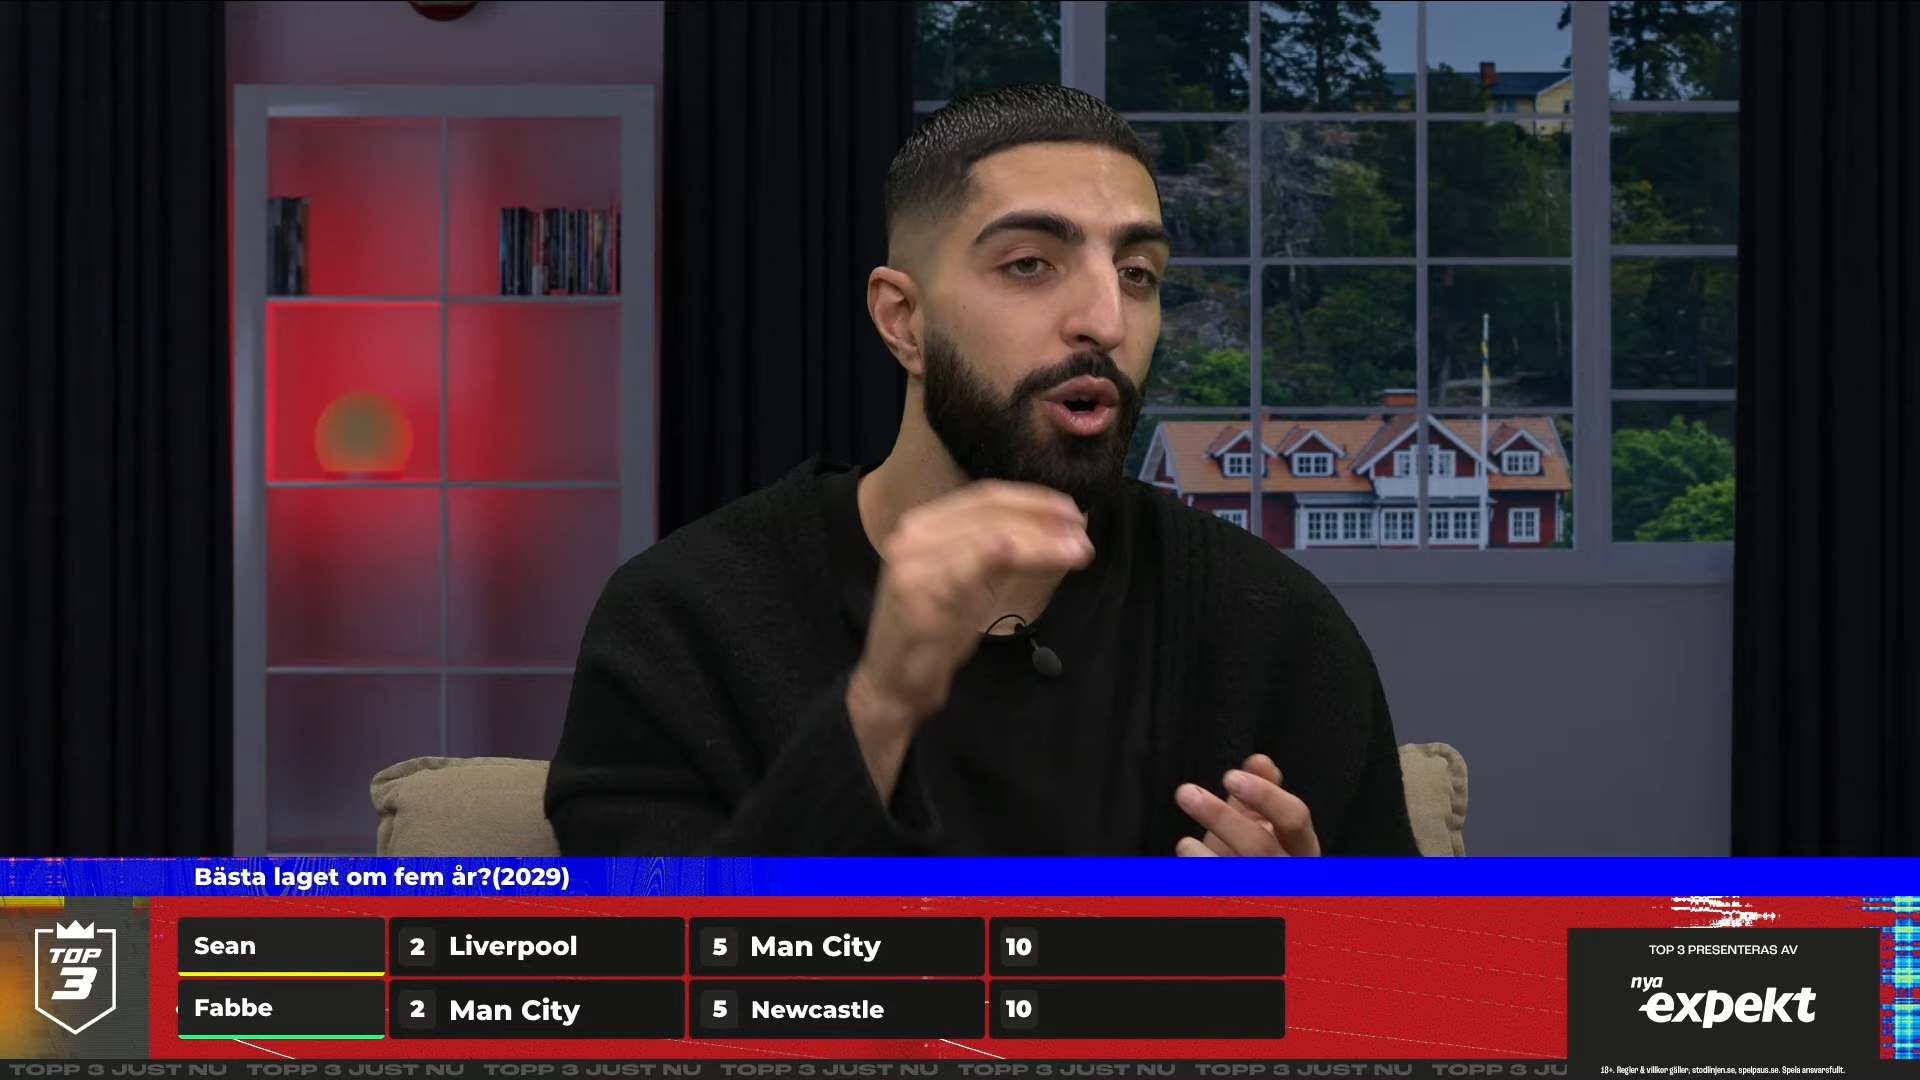 Bästa laget om fem år?(2029)
TOP
3
Sean
2 Liverpool
5 Man City
10
Fabbe
2 Man City
5 Newcastle
10
TOP 3 PRESENTERAS AV
nya
expekt
TOPP 3 JUST NU TOPP 3 JUST NU TOPP 3 JUST NU TOPP 3 JUST NU TOPP 3 JUST NU TOPP 3 JUST NU TOPP 3 JU
18+. Regler & villkor gäller, stodlinjen.se, spelpaus.se. Spela ansvarsfullt.